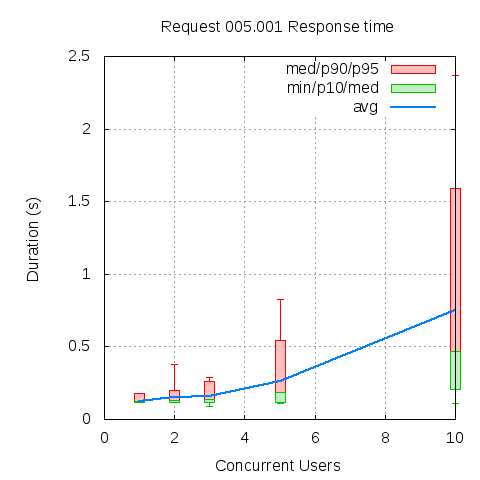 Request 005.001 Response time
med/p90/p95
min/p10/med
avg
Duration (s)
2.5
2
1.5
1
0.5
0
0 2 4 6 8 10
Concurrent Users